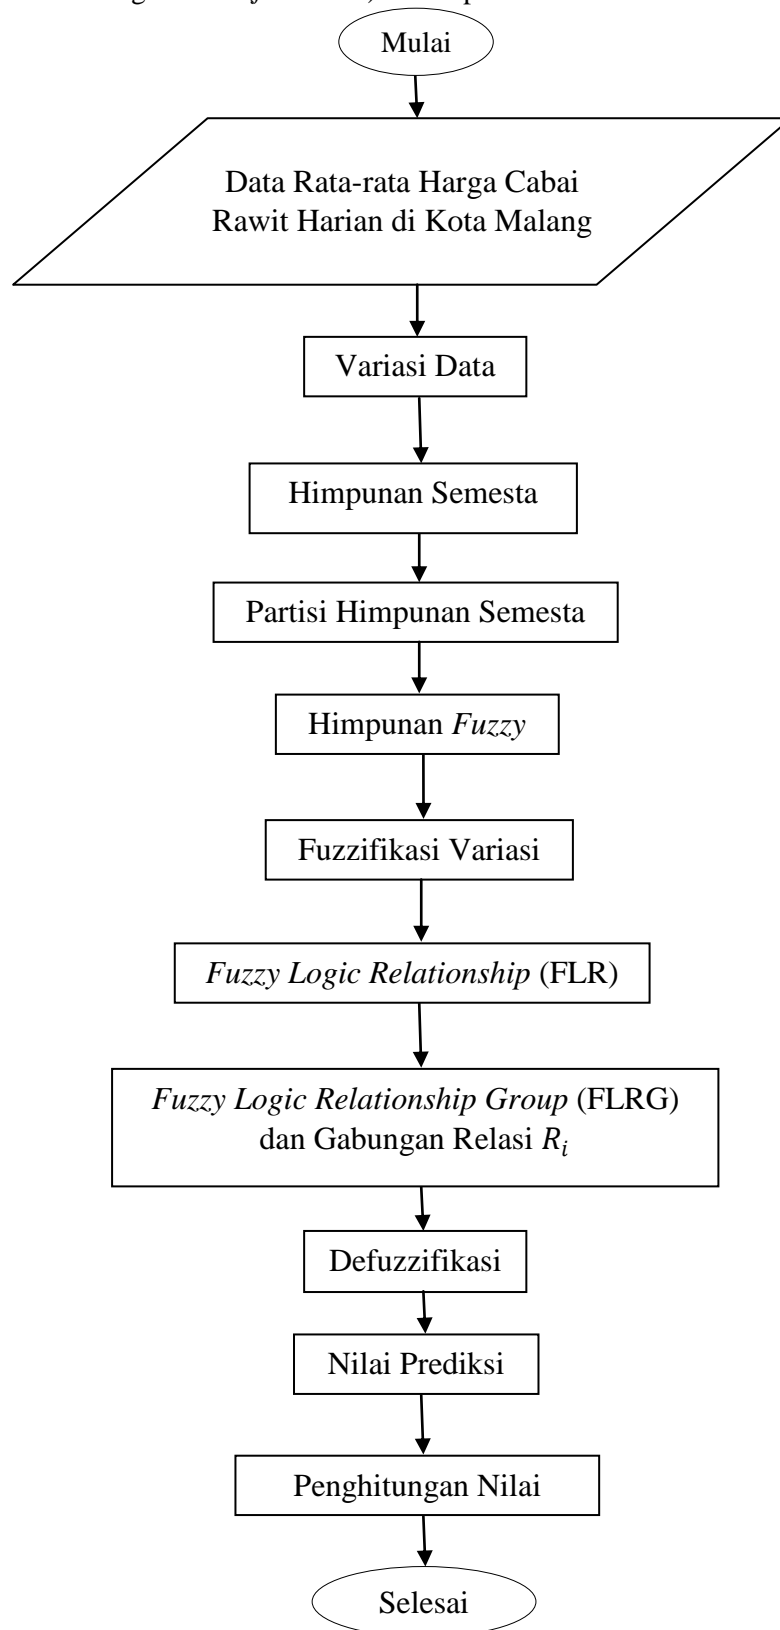 Mulai
Data Rata-rata Harga Cabai
Rawit Harian di Kota Malang
Variasi Data
Himpunan Semesta
Partisi Himpunan Semesta
Himpunan Fuzzy
Fuzzifikasi Variasi
Fuzzy Logic Relationship (FLR)
Fuzzy Logic Relationship Group (FLRG)
dan Gabungan Relasi R_i
Defuzzifikasi
Nilai Prediksi
Penghitungan Nilai
Selesai